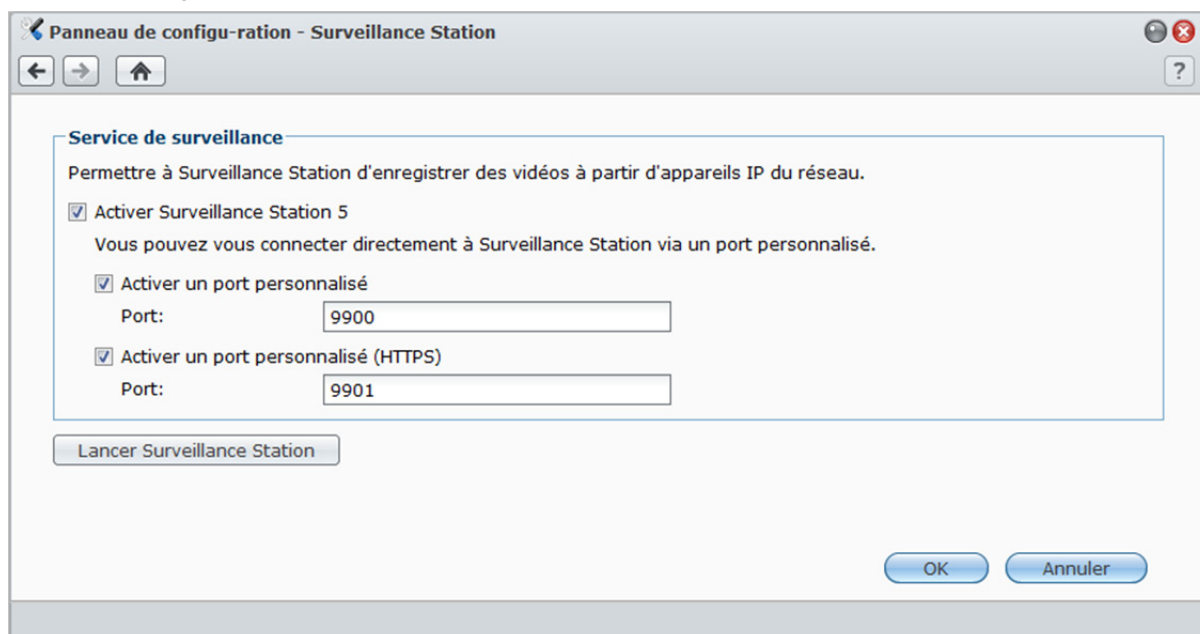 Panneau de configu-ration - Surveillance Station
?
Service de surveillance
Permettre à Surveillance Station d'enregistrer des vidéos à partir d'appareils IP du réseau.
Activer Surveillance Station 5
Vous pouvez vous connecter directement à Surveillance Station via un port personnalisé.
Activer un port personnalisé
Port: 9900
Activer un port personnalisé (HTTPS)
Port: 9901
Lancer Surveillance Station
OK Annuler